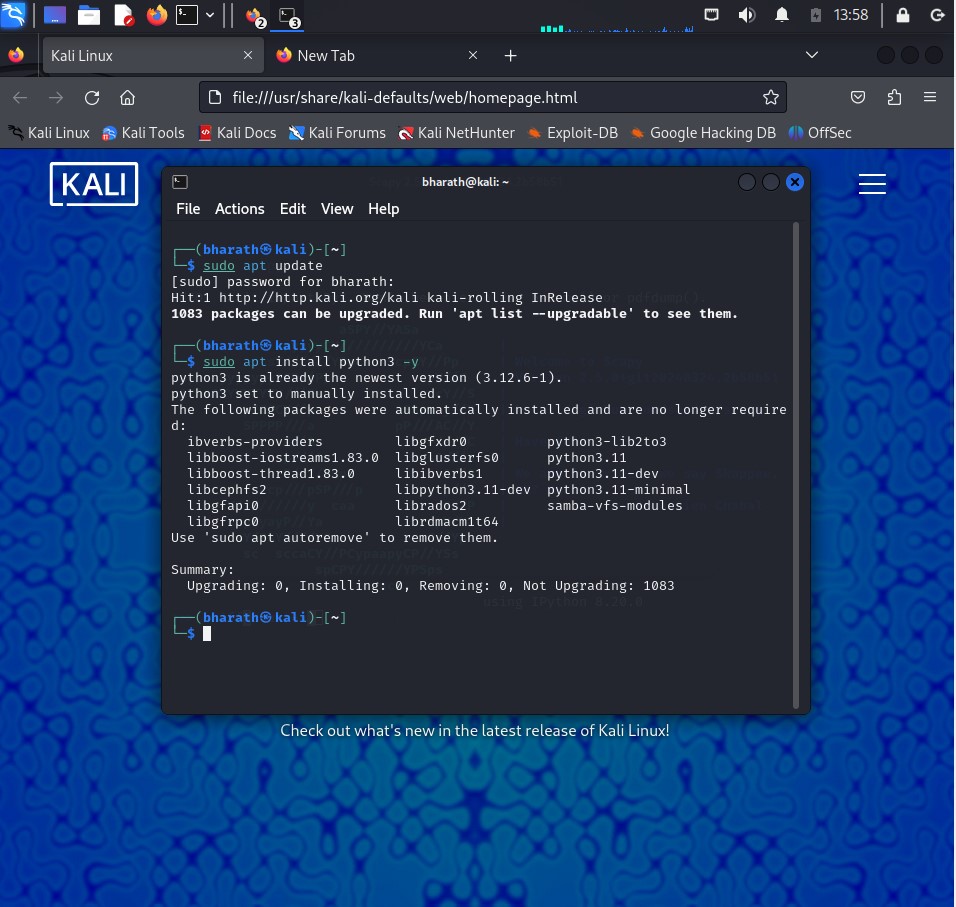 2
3
13:58
Kali Linux
New Tab
file:///usr/share/kali-defaults/web/homepage.html
Kali Linux Kali Tools Kali Docs Kali Forums Kali NetHunter Exploit-DB Google Hacking DB OffSec
KALI
bharath@kali: ~
File Actions Edit View Help
┌──(bharath㉿kali)-[~]
└─$ sudo apt update
[sudo] password for bharath:
Hit:1 http://http.kali.org/kali kali-rolling InRelease
1083 packages can be upgraded. Run 'apt list --upgradable' to see them.
┌──(bharath㉿kali)-[~]
└─$ sudo apt install python3 -y
python3 is already the newest version (3.12.6-1).
python3 set to manually installed.
The following packages were automatically installed and are no longer require
d:
ibverbs-providers libgfxdr0 python3-lib2to3
libboost-iostreams1.83.0 libglusterfs0 python3.11
libboost-thread1.83.0 libibverbs1 python3.11-dev
libcephfs2 libpython3.11-dev python3.11-minimal
libgfapi0 librados2 samba-vfs-modules
libgfrpc0 librdmacm1t64
Use 'sudo apt autoremove' to remove them.
Summary:
Upgrading: 0, Installing: 0, Removing: 0, Not Upgrading: 1083
┌──(bharath㉿kali)-[~]
└─$
Check out what's new in the latest release of Kali Linux!